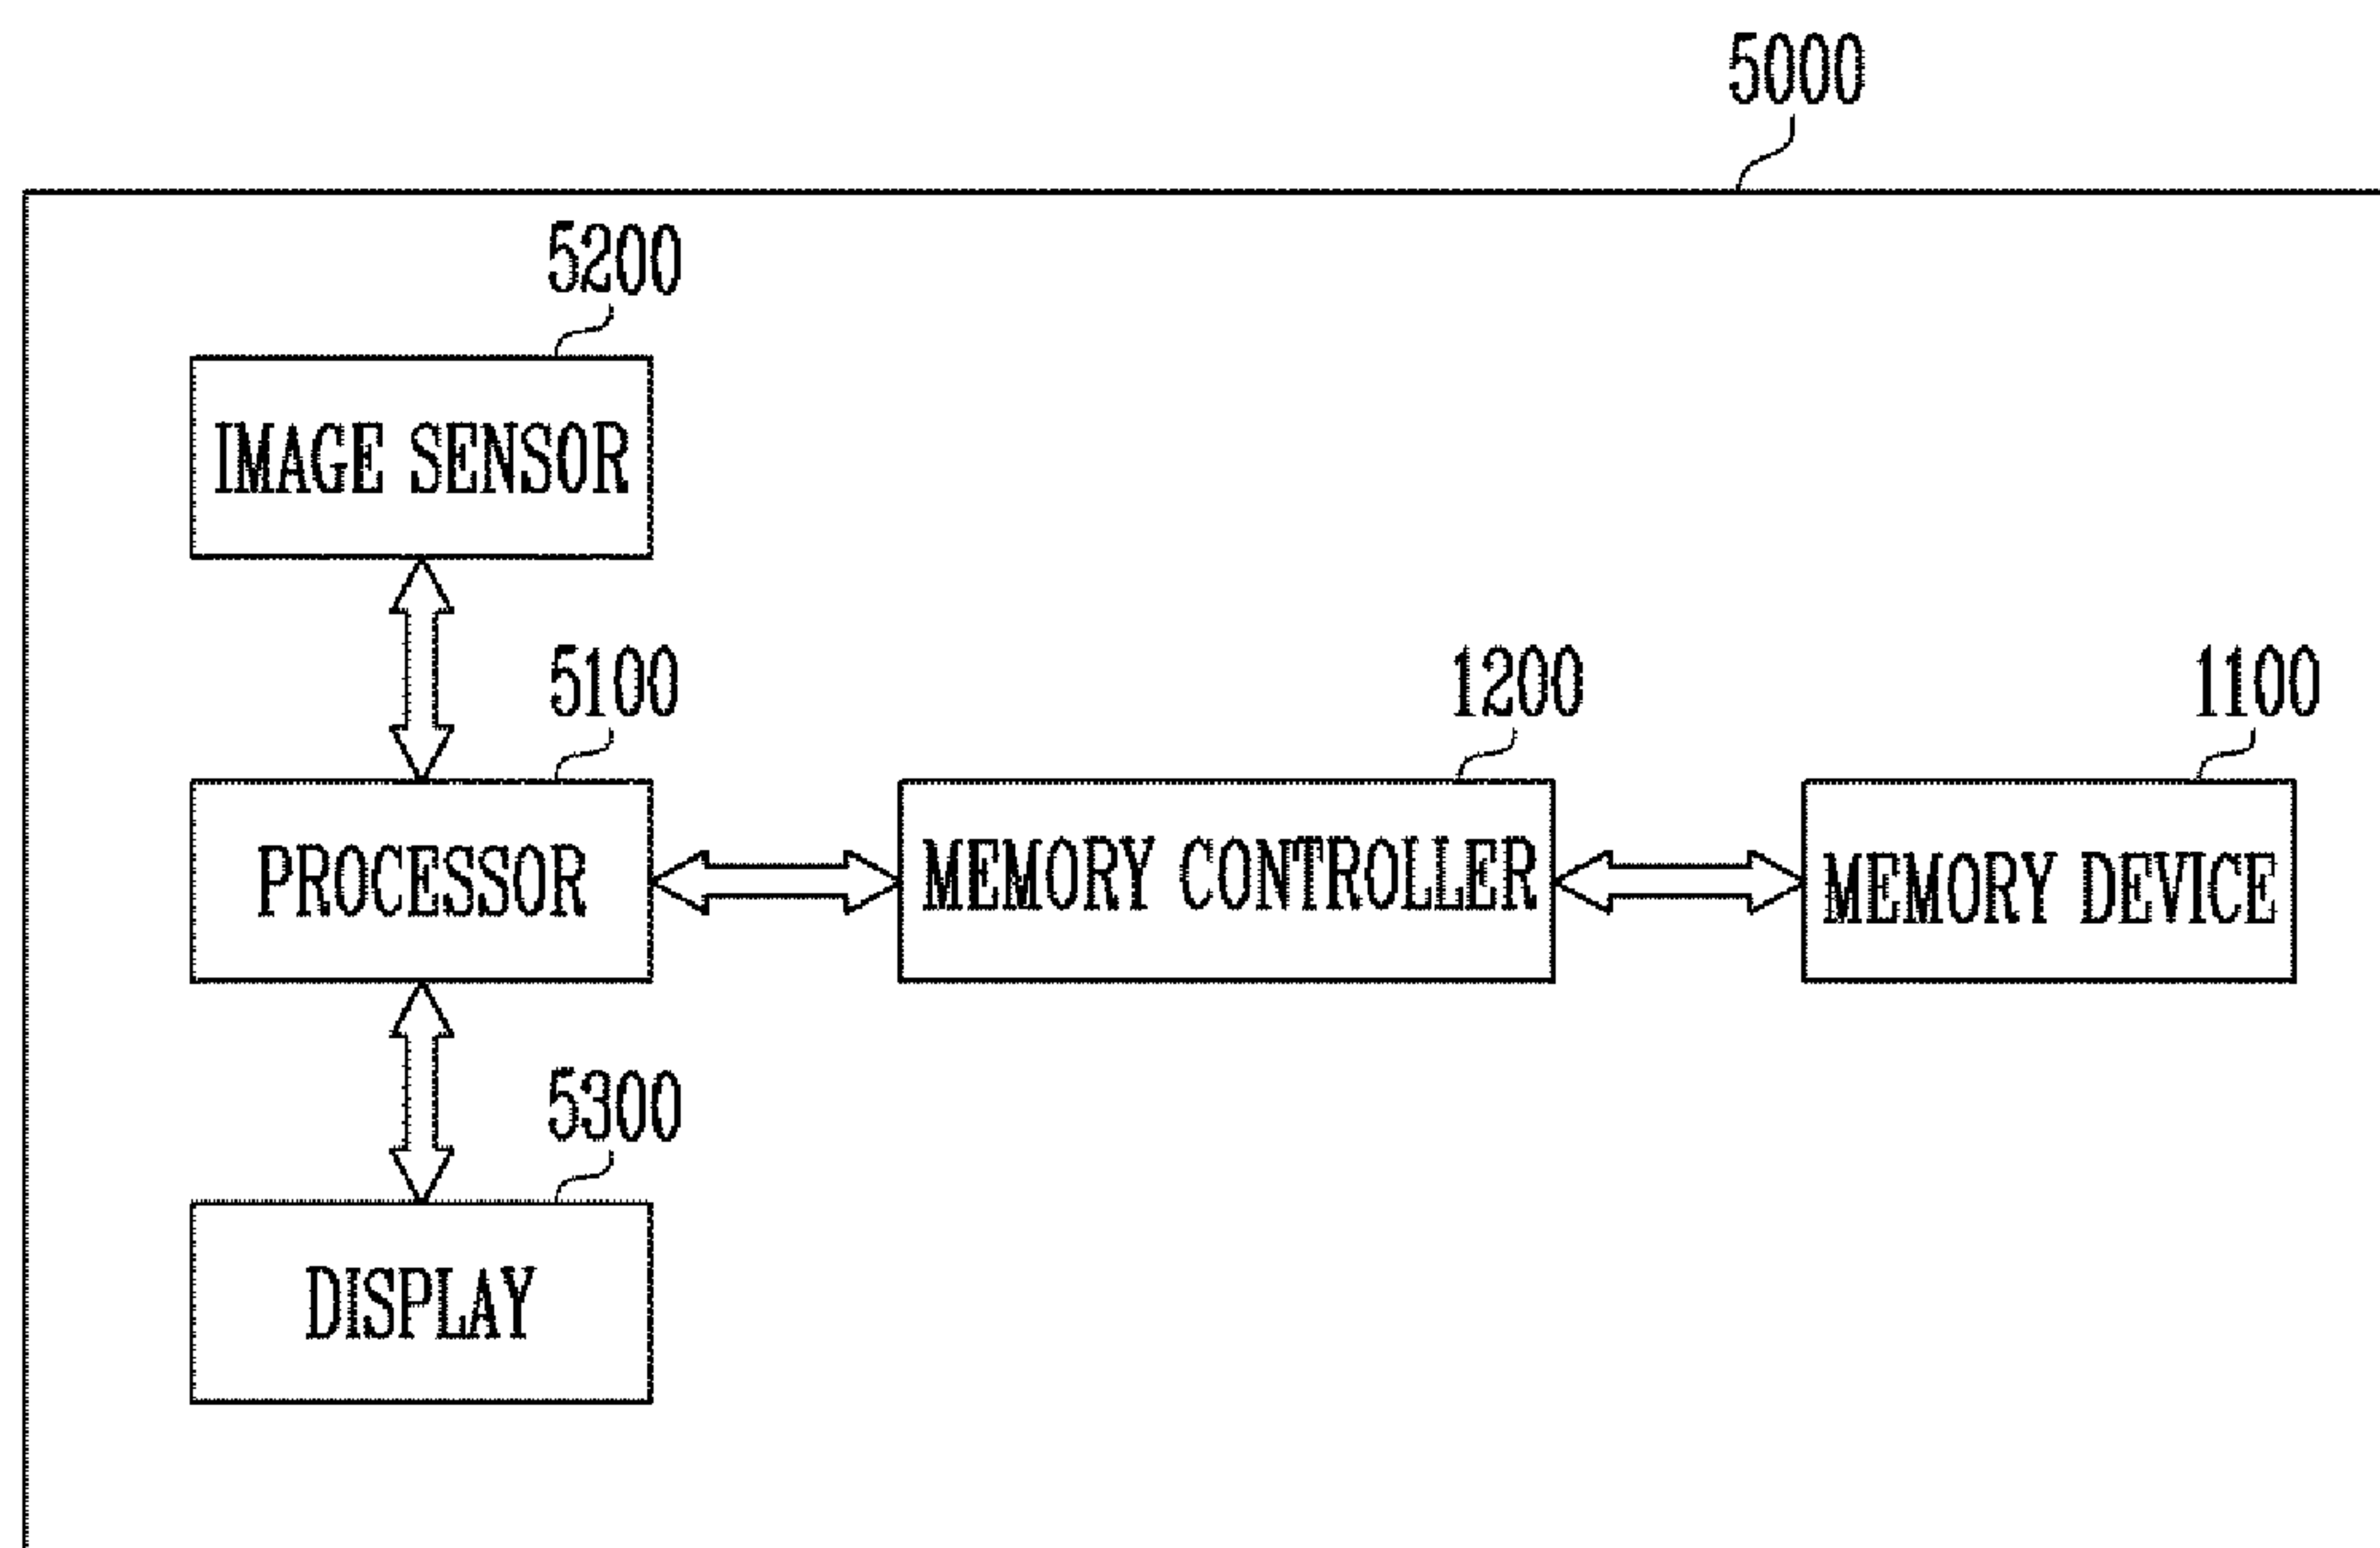 5000
5200
IMAGE SENSOR
5100
1200
1100
PROCESSOR
MEMORY CONTROLLER
MEMORY DEVICE
5300
DISPLAY